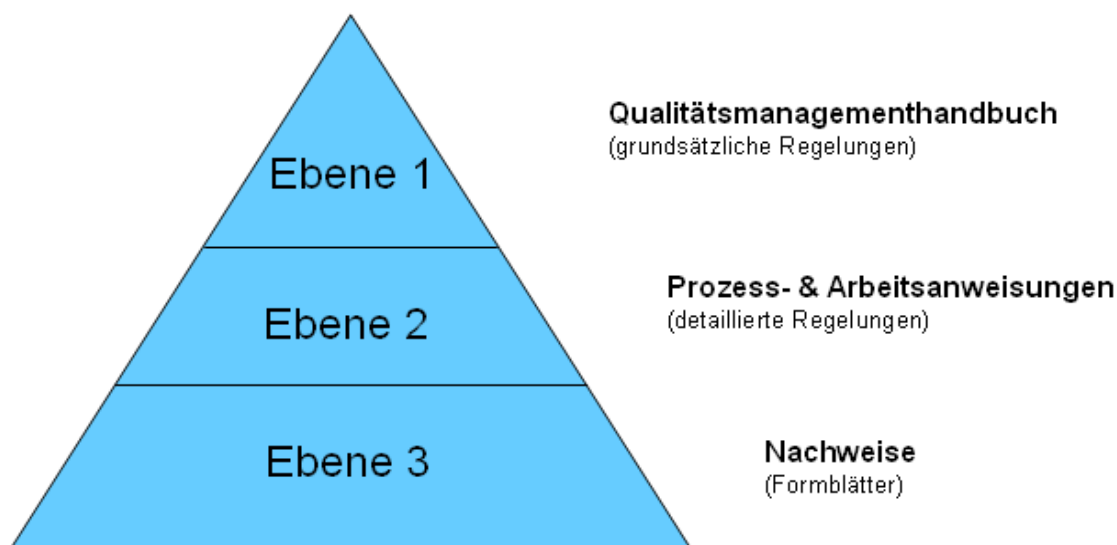 Qualitätsmanagementhandbuch
(grundsätzliche Regelungen)
Ebene 1
Prozess- & Arbeitsanweisungen
(detaillierte Regelungen)
Ebene 2
Nachweise
(Formblätter)
Ebene 3